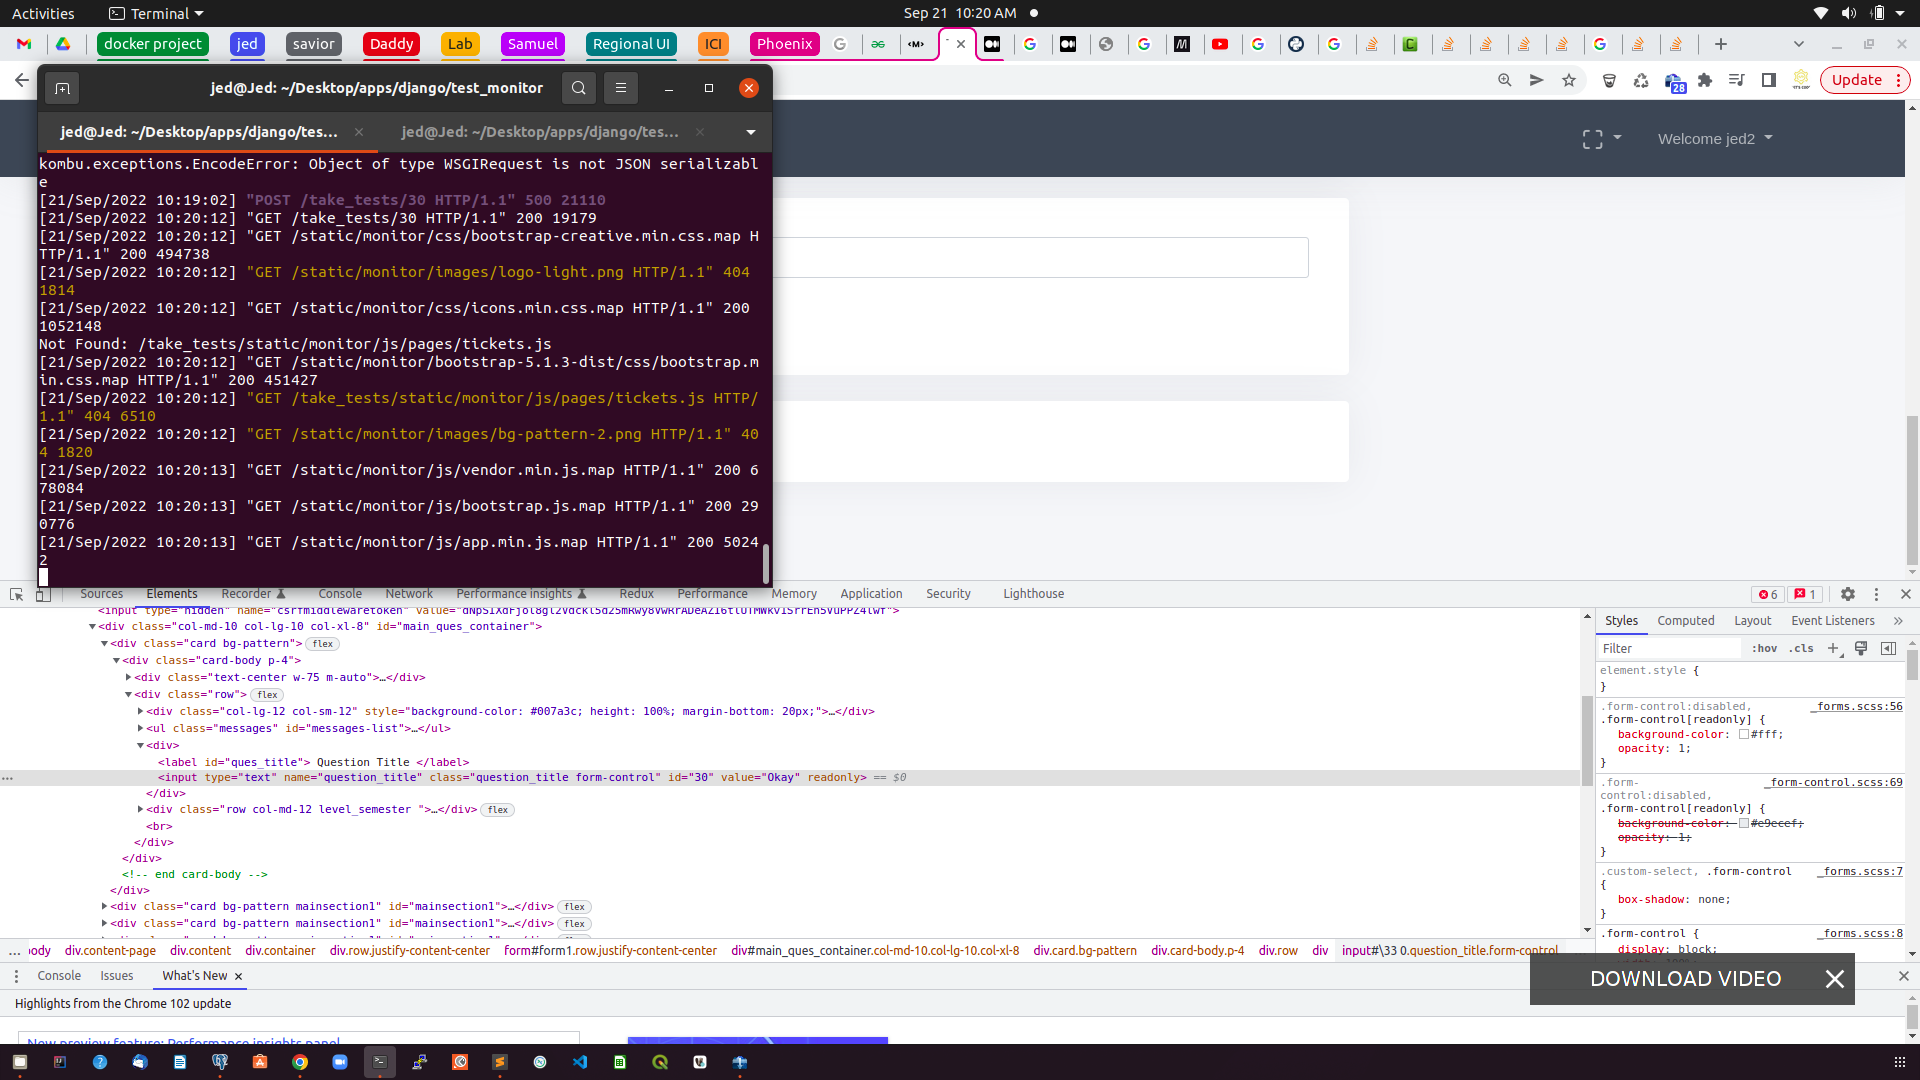 Activities
Terminal
Sep 21 10:20 AM
docker project
jed
savior
Daddy
Lab
Samuel
Regional UI
ICI
Phoenix
jed@Jed: ~/Desktop/apps/django/test_monitor
28
Update
jed@Jed: ~/Desktop/apps/django/tes...
jed@Jed: ~/Desktop/apps/django/tes...
Welcome jed2
kombu.exceptions.EncodeError: Object of type WSGIRequest is not JSON serializabl
e
[21/Sep/2022 10:19:02] "POST /take_tests/30 HTTP/1.1" 500 21110
[21/Sep/2022 10:20:12] "GET /take_tests/30 HTTP/1.1" 200 19179
[21/Sep/2022 10:20:12] "GET /static/monitor/css/bootstrap-creative.min.css.map H
TTP/1.1" 200 494738
[21/Sep/2022 10:20:12] "GET /static/monitor/images/logo-light.png HTTP/1.1" 404
1814
[21/Sep/2022 10:20:12] "GET /static/monitor/css/icons.min.css.map HTTP/1.1" 200
1052148
Not Found: /take_tests/static/monitor/js/pages/tickets.js
[21/Sep/2022 10:20:12] "GET /static/monitor/bootstrap-5.1.3-dist/css/bootstrap.m
in.css.map HTTP/1.1" 200 451427
[21/Sep/2022 10:20:12] "GET /take_tests/static/monitor/js/pages/tickets.js HTTP/
1.1" 404 6510
[21/Sep/2022 10:20:12] "GET /static/monitor/images/bg-pattern-2.png HTTP/1.1" 40
4 1820
[21/Sep/2022 10:20:13] "GET /static/monitor/js/vendor.min.js.map HTTP/1.1" 200 6
78084
[21/Sep/2022 10:20:13] "GET /static/monitor/js/bootstrap.js.map HTTP/1.1" 200 29
0776
[21/Sep/2022 10:20:13] "GET /static/monitor/js/app.min.js.map HTTP/1.1" 200 5024
2
Sources Elements Recorder Console Network Performance insights Redux Performance Memory Application Security Lighthouse 6 1
<div class="col-md-10 col-lg-10 col-xl-8" id="main_ques_container">
<div class="card bg-pattern"> flex
<div class="card-body p-4">
<div class="text-center w-75 m-auto">…</div>
<div class="row"> flex
<div class="col-lg-12 col-sm-12" style="background-color: #007a3c; height: 100%; margin-bottom: 20px;">…</div>
<ul class="messages" id="messages-list">…</ul>
<div>
<label id="ques_title"> Question Title </label>
<input type="text" name="question_title" class="question_title form-control" id="30" value="Okay" readonly> == $0
</div>
<div class="row col-md-12 level_semester ">…</div> flex
<br>
</div>
</div>
<!-- end card-body -->
</div>
<div class="card bg-pattern mainsection1" id="mainsection1">…</div> flex
<div class="card bg-pattern mainsection1" id="mainsection1">…</div> flex
Styles Computed Layout Event Listeners »
Filter :hov .cls +
element.style {
}
.form-control:disabled, _forms.scss:56
.form-control[readonly] {
background-color: #fff;
opacity: 1;
}
.form- _form-control.scss:69
control:disabled,
.form-control[readonly] {
background-color: #e9ecef;
opacity: 1;
}
.custom-select, .form-control _forms.scss:7
{
box-shadow: none;
}
.form-control { _forms.scss:8
display: block;
... body div.content-page div.content div.container div.row.justify-content-center form#form1.row.justify-content-center div#main_ques_container.col-md-10.col-lg-10.col-xl-8 div.card.bg-pattern div.card-body.p-4 div.row div input#\33 0.question_title.form-control
Console Issues What's New
DOWNLOAD VIDEO
Highlights from the Chrome 102 update
New preview feature: Performance insights panel